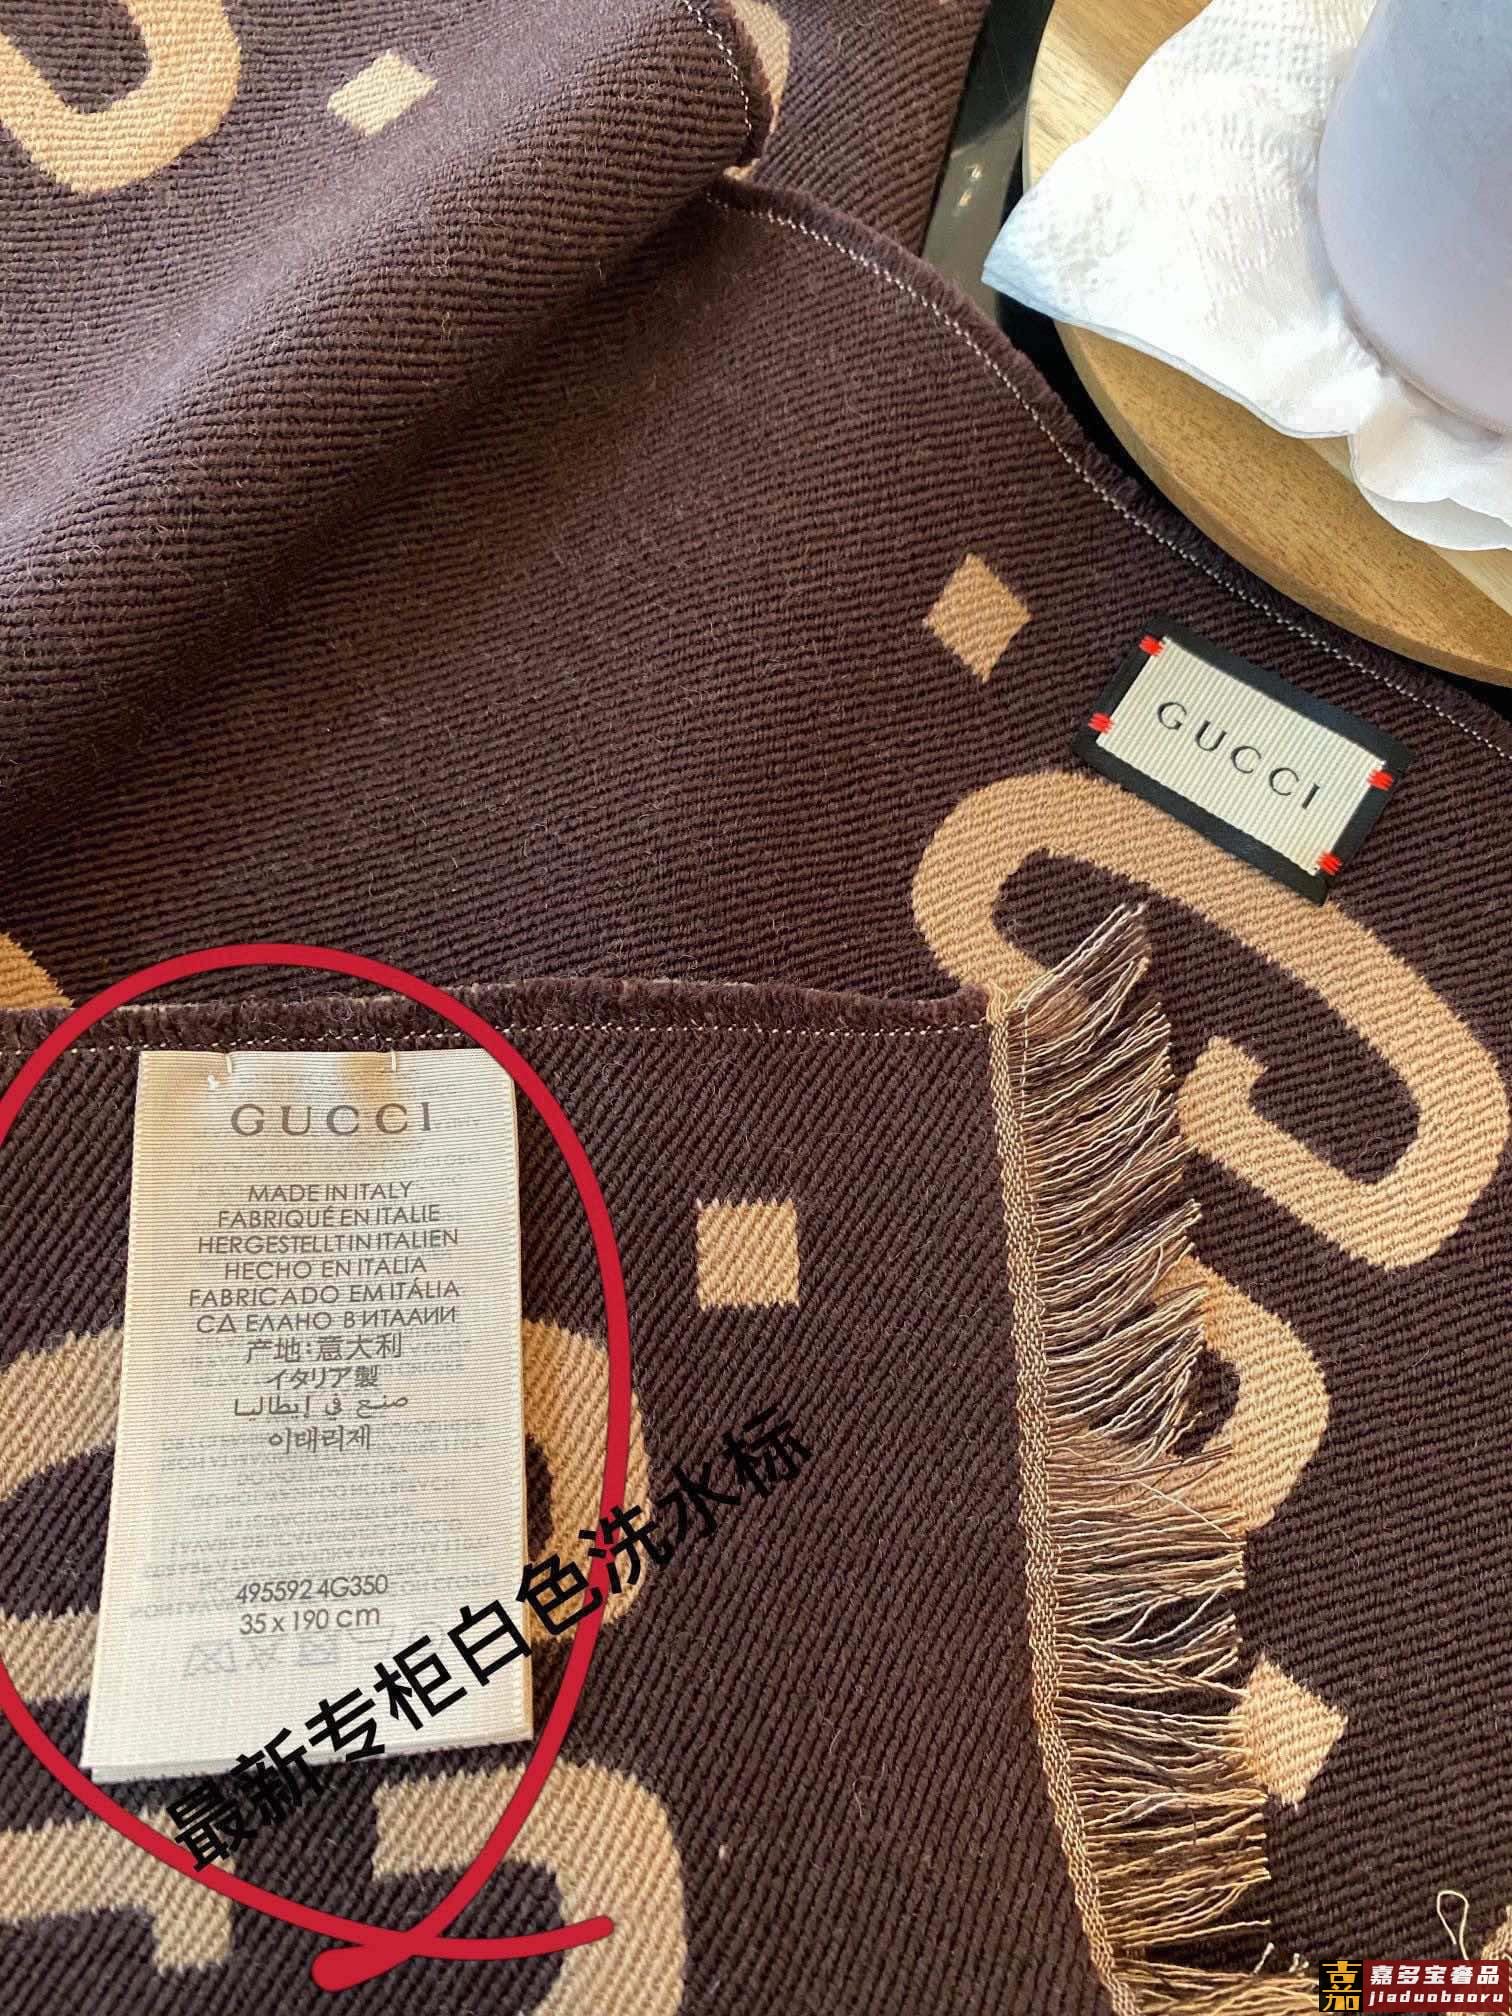 GUCCI
GUCCI
MADE IN ITALY
FABRIQUÉ EN ITALIE
HERGESTELLT IN ITALIEN
HECHO EN ITALIA
FABRICADO EM ITÁLIA
СДЕЛАНО В ИТАЛИИ
产地:意大利
イタリア製
صنع في إيطاليا
이태리제
495592 4G350
35 x 190 cm
最新专柜白色洗水标
吉加
嘉多宝奢品
jiaduobaoru